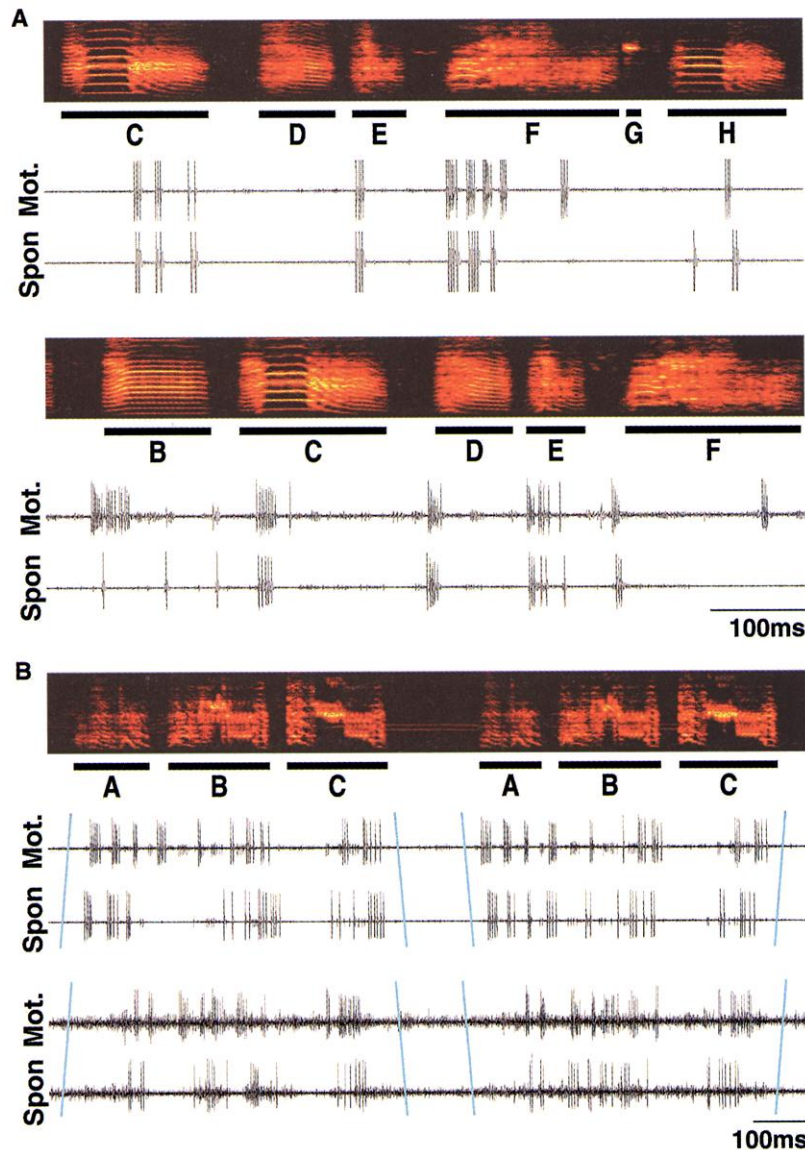 A
C D E F G H
Mot.
Spon
B C D E F
Mot.
Spon
100ms
B
A B C A B C
Mot.
Spon
Mot.
Spon
100ms